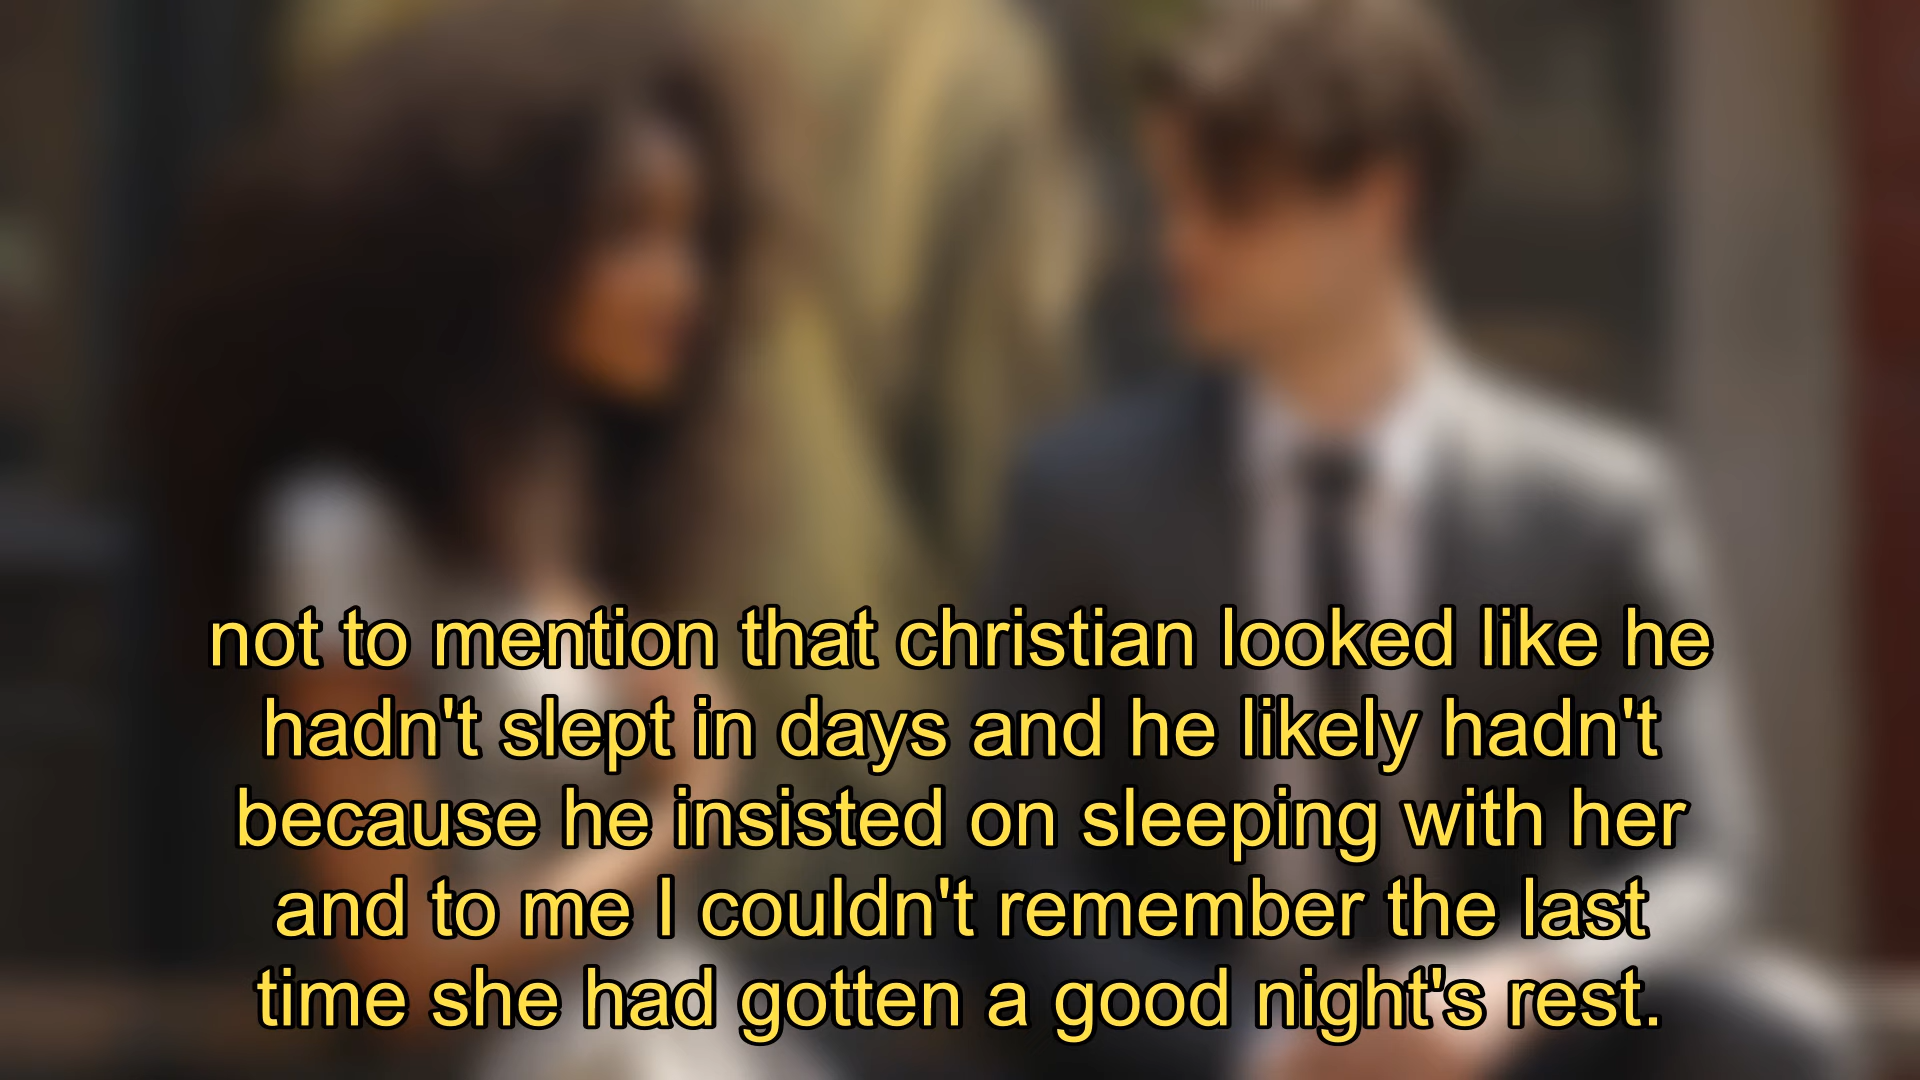 not to mention that christian looked like he
hadn't slept in days and he likely hadn't
because he insisted on sleeping with her
and to me I couldn't remember the last
time she had gotten a good night's rest.